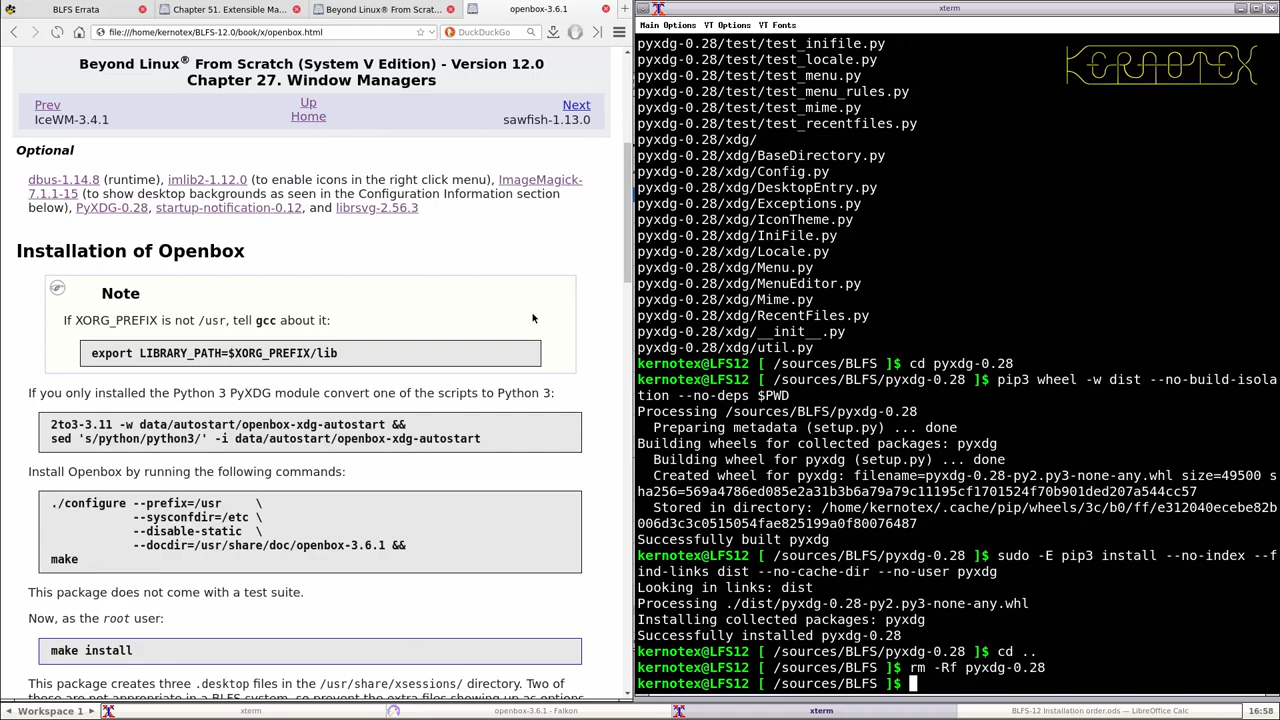 BLFS Errata
Chapter 51. Extensible Ma...
Beyond Linux® From Scrat...
openbox-3.6.1
file:///home/kernotex/BLFS-12.0/book/x/openbox.html
DuckDuckGo
Beyond Linux® From Scratch (System V Edition) - Version 12.0
Chapter 27. Window Managers
Prev
Up
Next
IceWM-3.4.1
Home
sawfish-1.13.0
Optional
dbus-1.14.8 (runtime), imlib2-1.12.0 (to enable icons in the right click menu), ImageMagick-
7.1.1-15 (to show desktop backgrounds as seen in the Configuration Information section
below), PyXDG-0.28, startup-notification-0.12, and librsvg-2.56.3
Installation of Openbox
Note
If XORG_PREFIX is not /usr, tell gcc about it:
export LIBRARY_PATH=$XORG_PREFIX/lib
If you only installed the Python 3 PyXDG module convert one of the scripts to Python 3:
2to3-3.11 -w data/autostart/openbox-xdg-autostart &&
sed 's/python/python3/' -i data/autostart/openbox-xdg-autostart
Install Openbox by running the following commands:
./configure --prefix=/usr     \
--sysconfdir=/etc \
--disable-static  \
--docdir=/usr/share/doc/openbox-3.6.1 &&
make
This package does not come with a test suite.
Now, as the root user:
make install
This package creates three .desktop files in the /usr/share/xsessions/ directory. Two of
these are not appropriate in a BLFS system, so prevent the extra files showing up as options
xterm
Main Options  VT Options  VT Fonts
KERNOTEX
pyxdg-0.28/test/test_inifile.py
pyxdg-0.28/test/test_locale.py
pyxdg-0.28/test/test_menu.py
pyxdg-0.28/test/test_menu_rules.py
pyxdg-0.28/test/test_mime.py
pyxdg-0.28/test/test_recentfiles.py
pyxdg-0.28/xdg/
pyxdg-0.28/xdg/BaseDirectory.py
pyxdg-0.28/xdg/Config.py
pyxdg-0.28/xdg/DesktopEntry.py
pyxdg-0.28/xdg/Exceptions.py
pyxdg-0.28/xdg/IconTheme.py
pyxdg-0.28/xdg/IniFile.py
pyxdg-0.28/xdg/Locale.py
pyxdg-0.28/xdg/Menu.py
pyxdg-0.28/xdg/MenuEditor.py
pyxdg-0.28/xdg/Mime.py
pyxdg-0.28/xdg/RecentFiles.py
pyxdg-0.28/xdg/__init__.py
pyxdg-0.28/xdg/util.py
kernotex@LFS12 [ /sources/BLFS ]$ cd pyxdg-0.28
kernotex@LFS12 [ /sources/BLFS/pyxdg-0.28 ]$ pip3 wheel -w dist --no-build-isola
tion --no-deps $PWD
Processing /sources/BLFS/pyxdg-0.28
Preparing metadata (setup.py) ... done
Building wheels for collected packages: pyxdg
Building wheel for pyxdg (setup.py) ... done
Created wheel for pyxdg: filename=pyxdg-0.28-py2.py3-none-any.whl size=49500 s
ha256=569a4786ed085e2a31b3b6a79a79c11195cf1701524f70b901ded207a544cc57
Stored in directory: /home/kernotex/.cache/pip/wheels/3c/b0/ff/e312040ecebe82b
006d3c3c0515054fae825199a0f80076487
Successfully built pyxdg
kernotex@LFS12 [ /sources/BLFS/pyxdg-0.28 ]$ sudo -E pip3 install --no-index --f
ind-links dist --no-cache-dir --no-user pyxdg
Looking in links: dist
Processing ./dist/pyxdg-0.28-py2.py3-none-any.whl
Installing collected packages: pyxdg
Successfully installed pyxdg-0.28
kernotex@LFS12 [ /sources/BLFS/pyxdg-0.28 ]$ cd ..
kernotex@LFS12 [ /sources/BLFS ]$ rm -Rf pyxdg-0.28
kernotex@LFS12 [ /sources/BLFS ]$
Workspace 1
xterm
openbox-3.6.1 - Falkon
xterm
BLFS-12 Installation order.ods — LibreOffice Calc
16:58